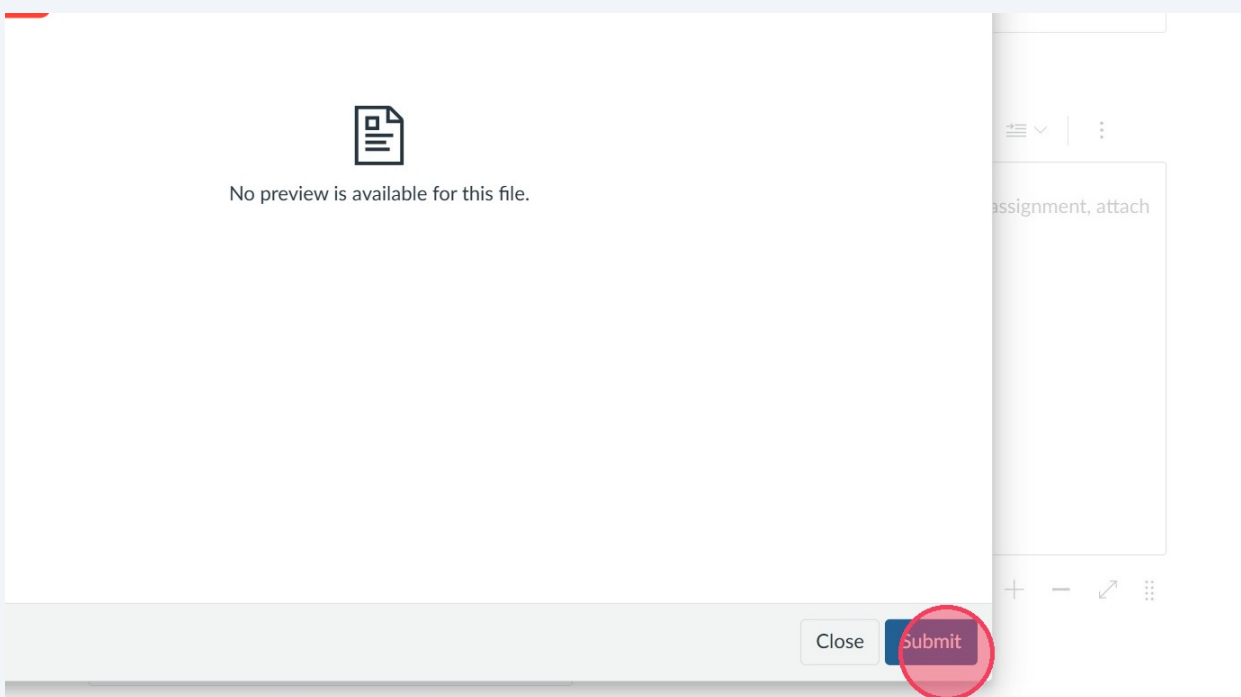 No preview is available for this file.
assignment, attach
Close
Submit